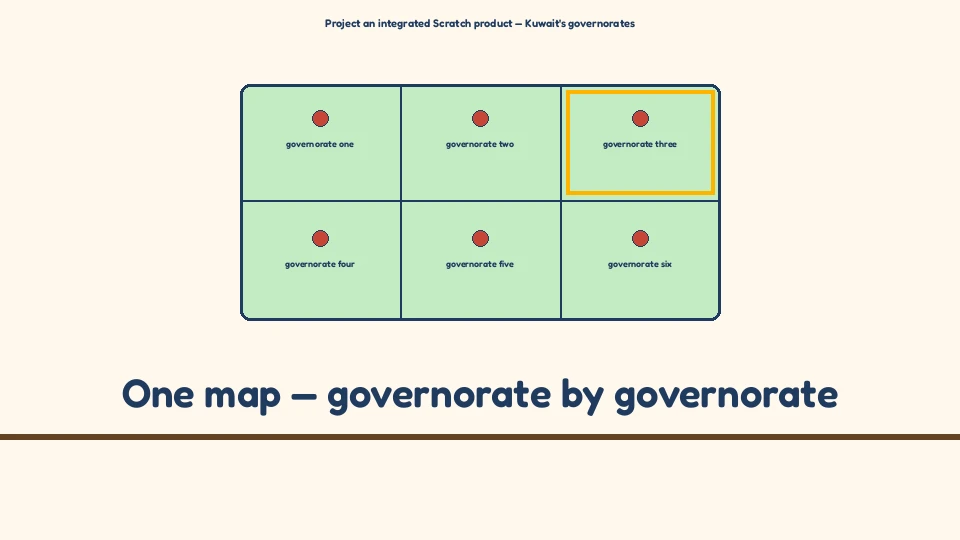 Project an integrated Scratch product — Kuwait's governorates
governorate one
governorate two
governorate three
governorate four
governorate five
governorate six
One map — governorate by governorate